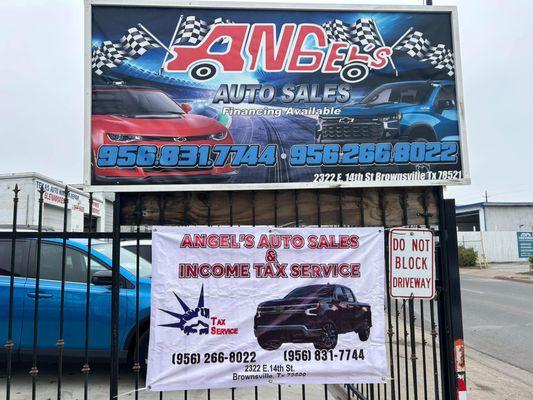 ANGEL'S
AUTO SALES
Financing Available
956.831.7744 • 956.266.8022
2322 E. 14th St Brownsville, Tx 78521
ANGEL'S AUTO SALES
&
INCOME TAX SERVICE
TAX
SERVICE
(956) 266-8022
(956) 831-7744
2322 E. 14th St.
Brownsville, Tx
DO NOT
BLOCK
DRIVEWAY
TEXAS AUTO